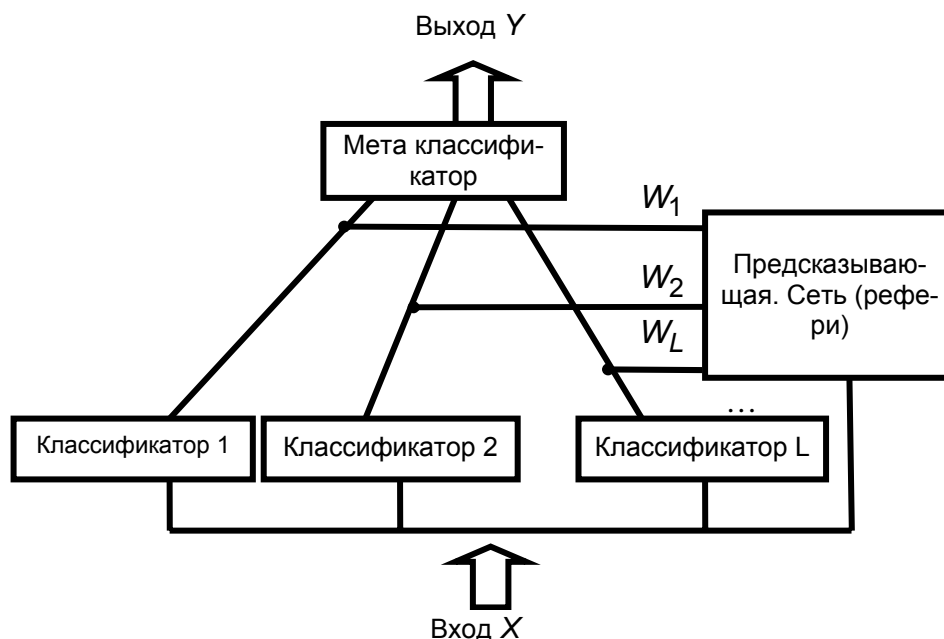 Выход Y
Мета классифи-
катор
W1
Предсказываю-
щая. Сеть (рефе-
ри)
W2
WL
...
Классификатор 1
Классификатор 2
Классификатор L
Вход X